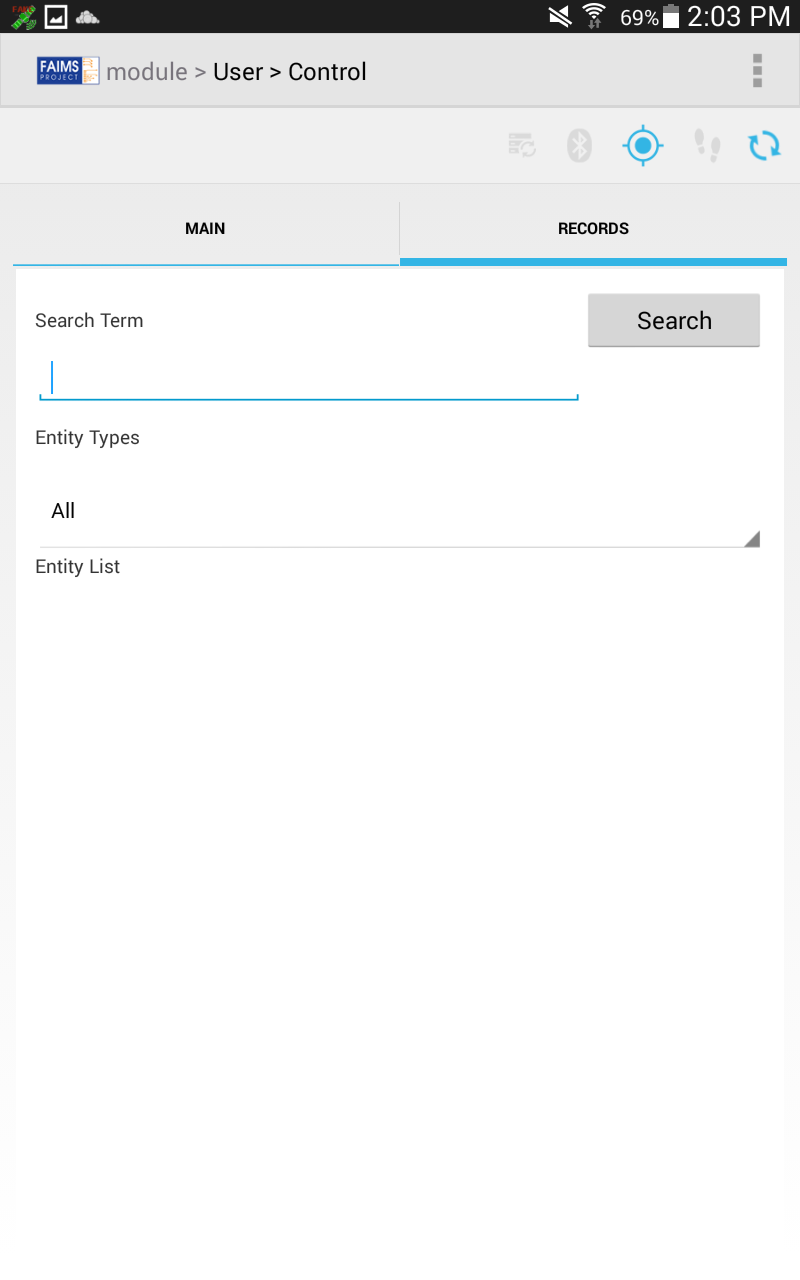 FAIMS
69% 2:03 PM
FAIMS
PROJECT
module > User > Control
MAIN
RECORDS
Search Term
Search
Entity Types
All
Entity List